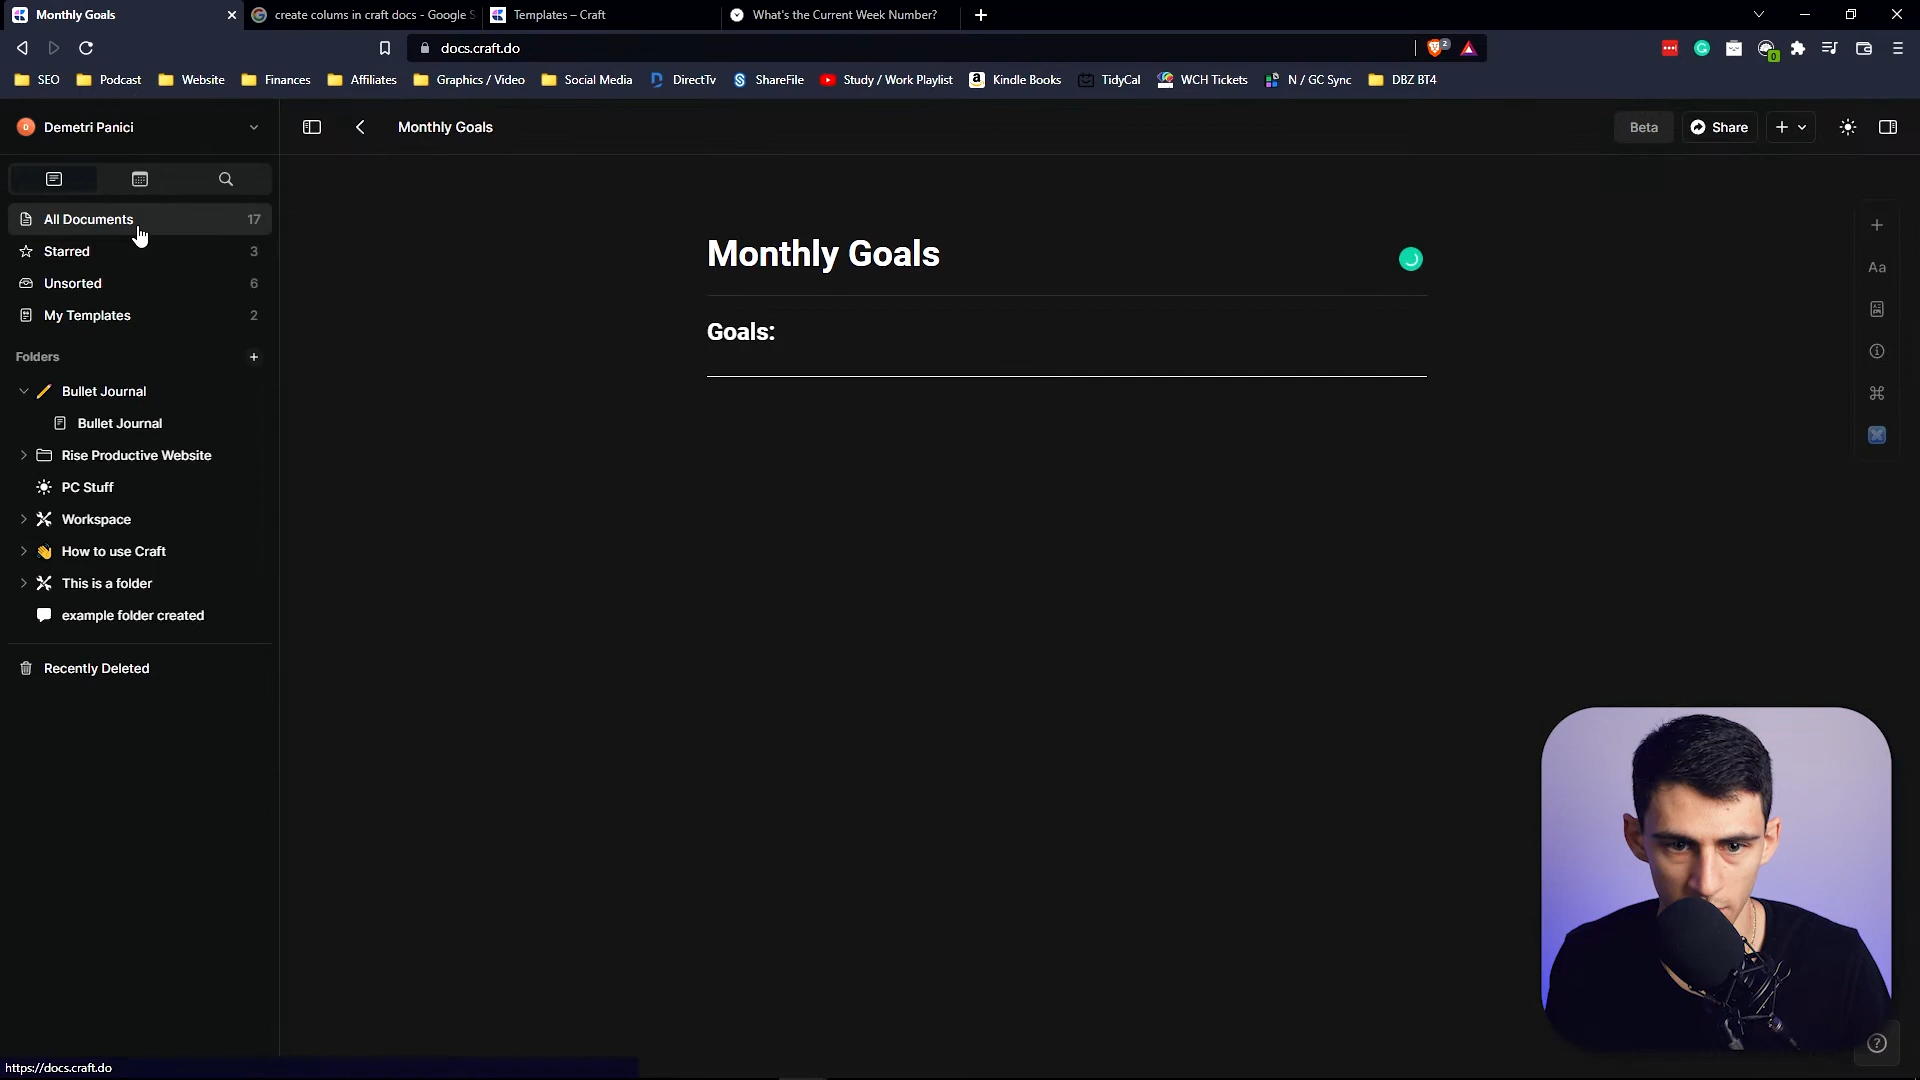 Monthly Goals
create colums in craft docs - Google S
Templates – Craft
What's the Current Week Number?
docs.craft.do
2
0
SEO
Podcast
Website
Finances
Affiliates
Graphics / Video
Social Media
DirectTv
ShareFile
Study / Work Playlist
Kindle Books
TidyCal
WCH Tickets
N / GC Sync
DBZ BT4
D
Demetri Panici
Monthly Goals
Beta
Share
All Documents 17
Starred 3
Unsorted 6
My Templates 2
Folders
Bullet Journal
Bullet Journal
Rise Productive Website
PC Stuff
Workspace
How to use Craft
This is a folder
example folder created
Recently Deleted
Monthly Goals
Goals:
Aa
https://docs.craft.do